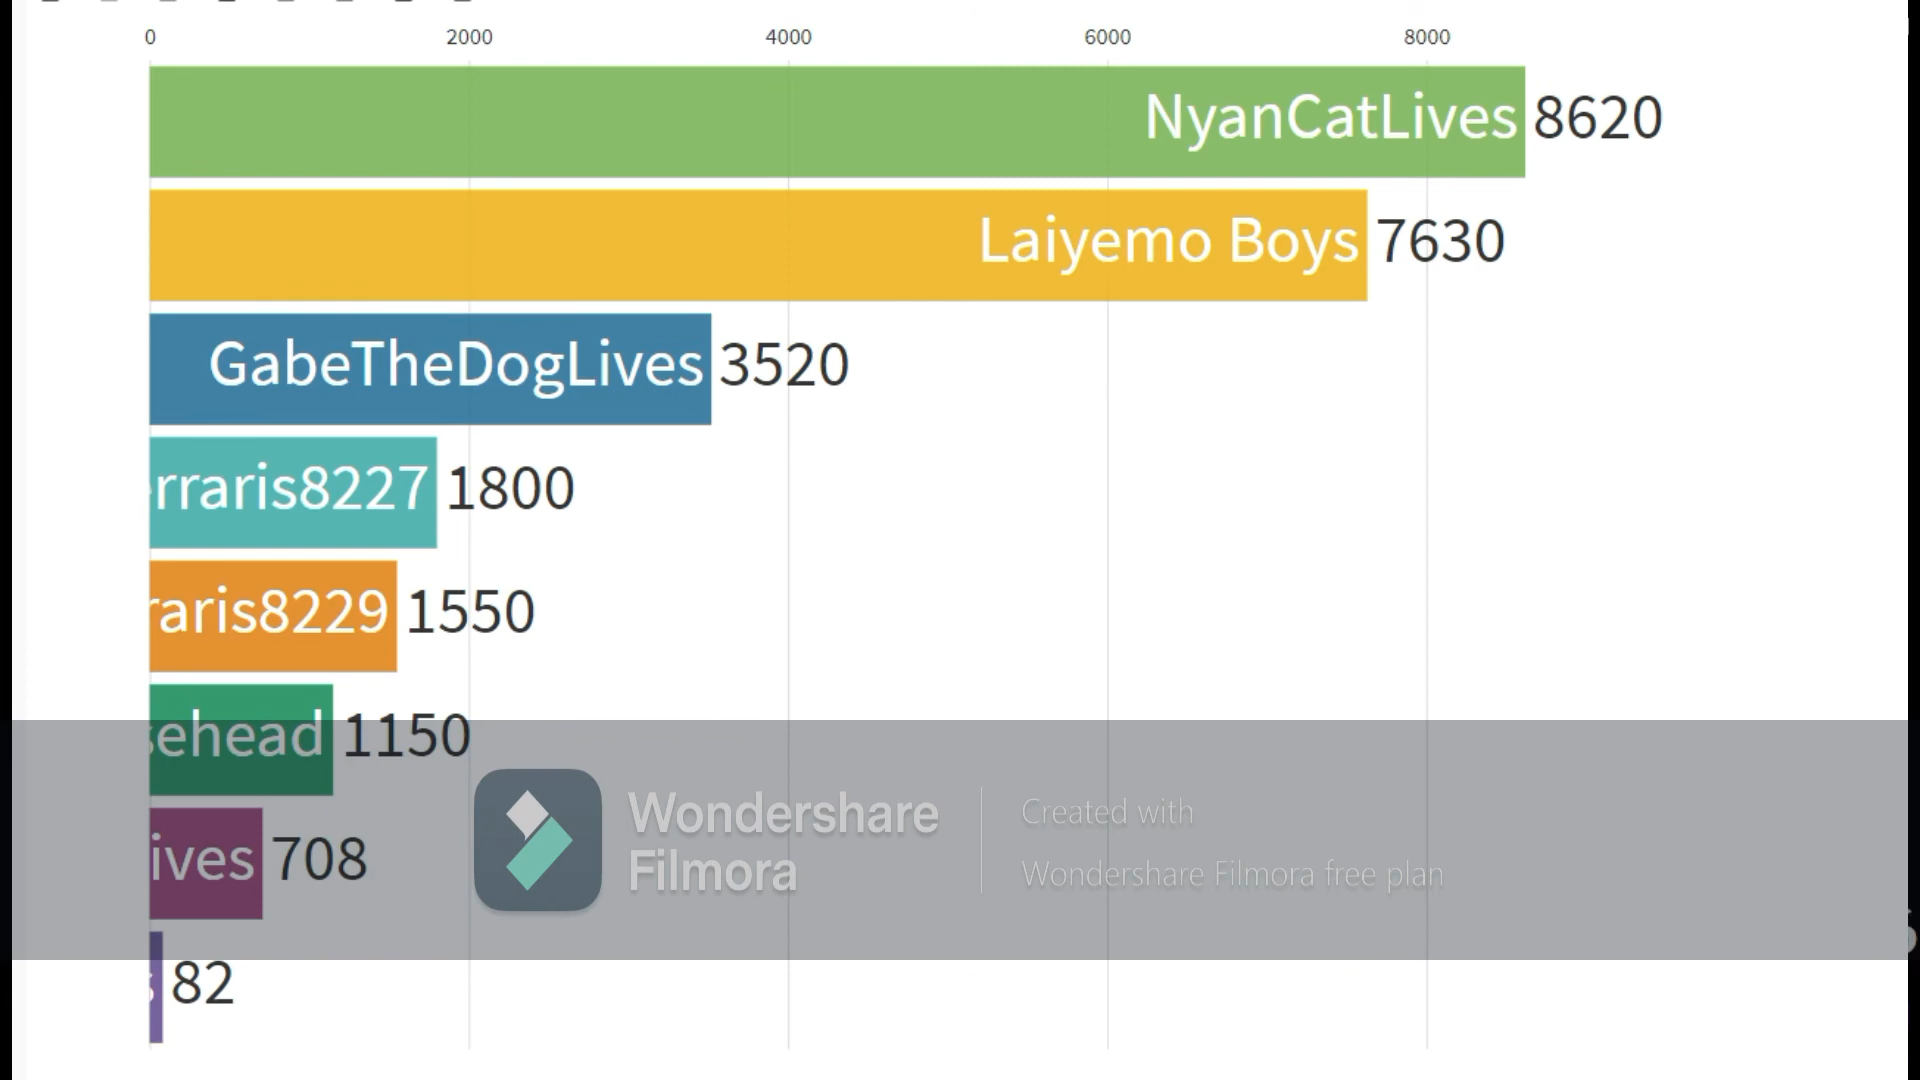 0 2000 4000 6000 8000
NyanCatLives 8620
Laiyemo Boys 7630
GabeTheDogLives 3520
rraris8227 1800
raris8229 1550
sehead 1150
ives 708
s 82
Wondershare
Filmora
Created with
Wondershare Filmora free plan